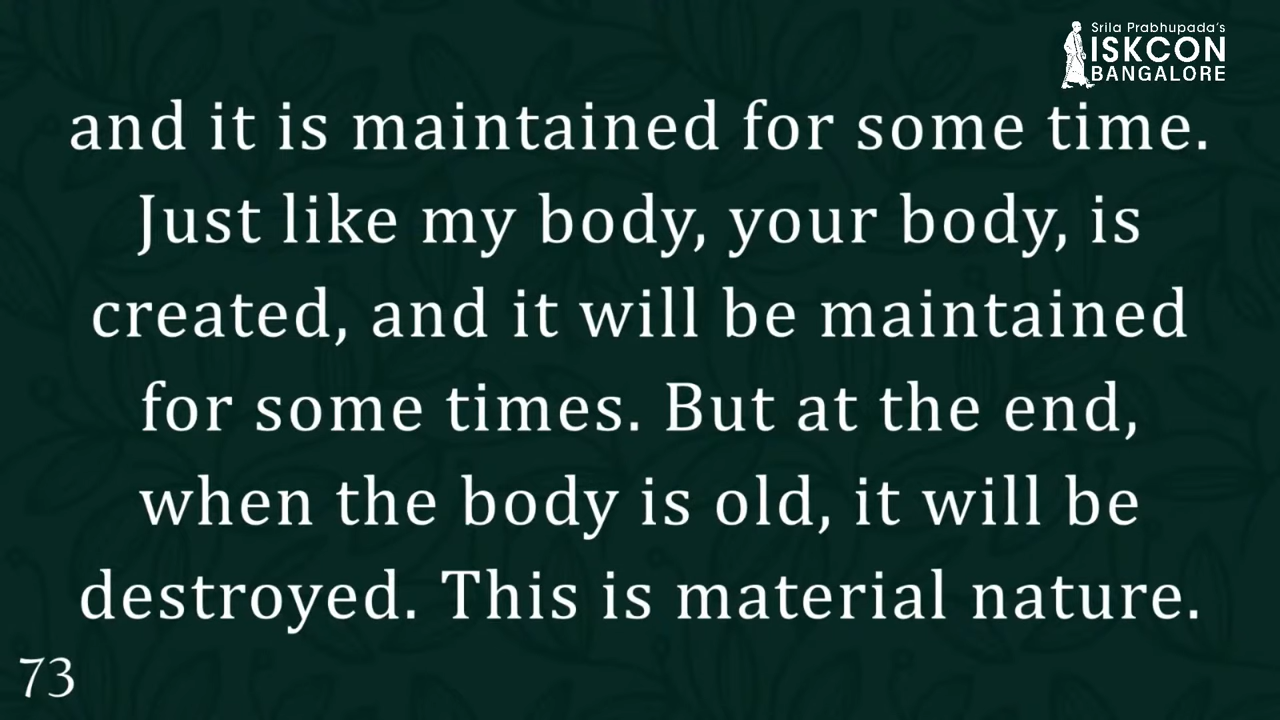 Srila Prabhupada's
ISKCON
BANGALORE
and it is maintained for some time.
Just like my body, your body, is
created, and it will be maintained
for some times. But at the end,
when the body is old, it will be
destroyed. This is material nature.
73